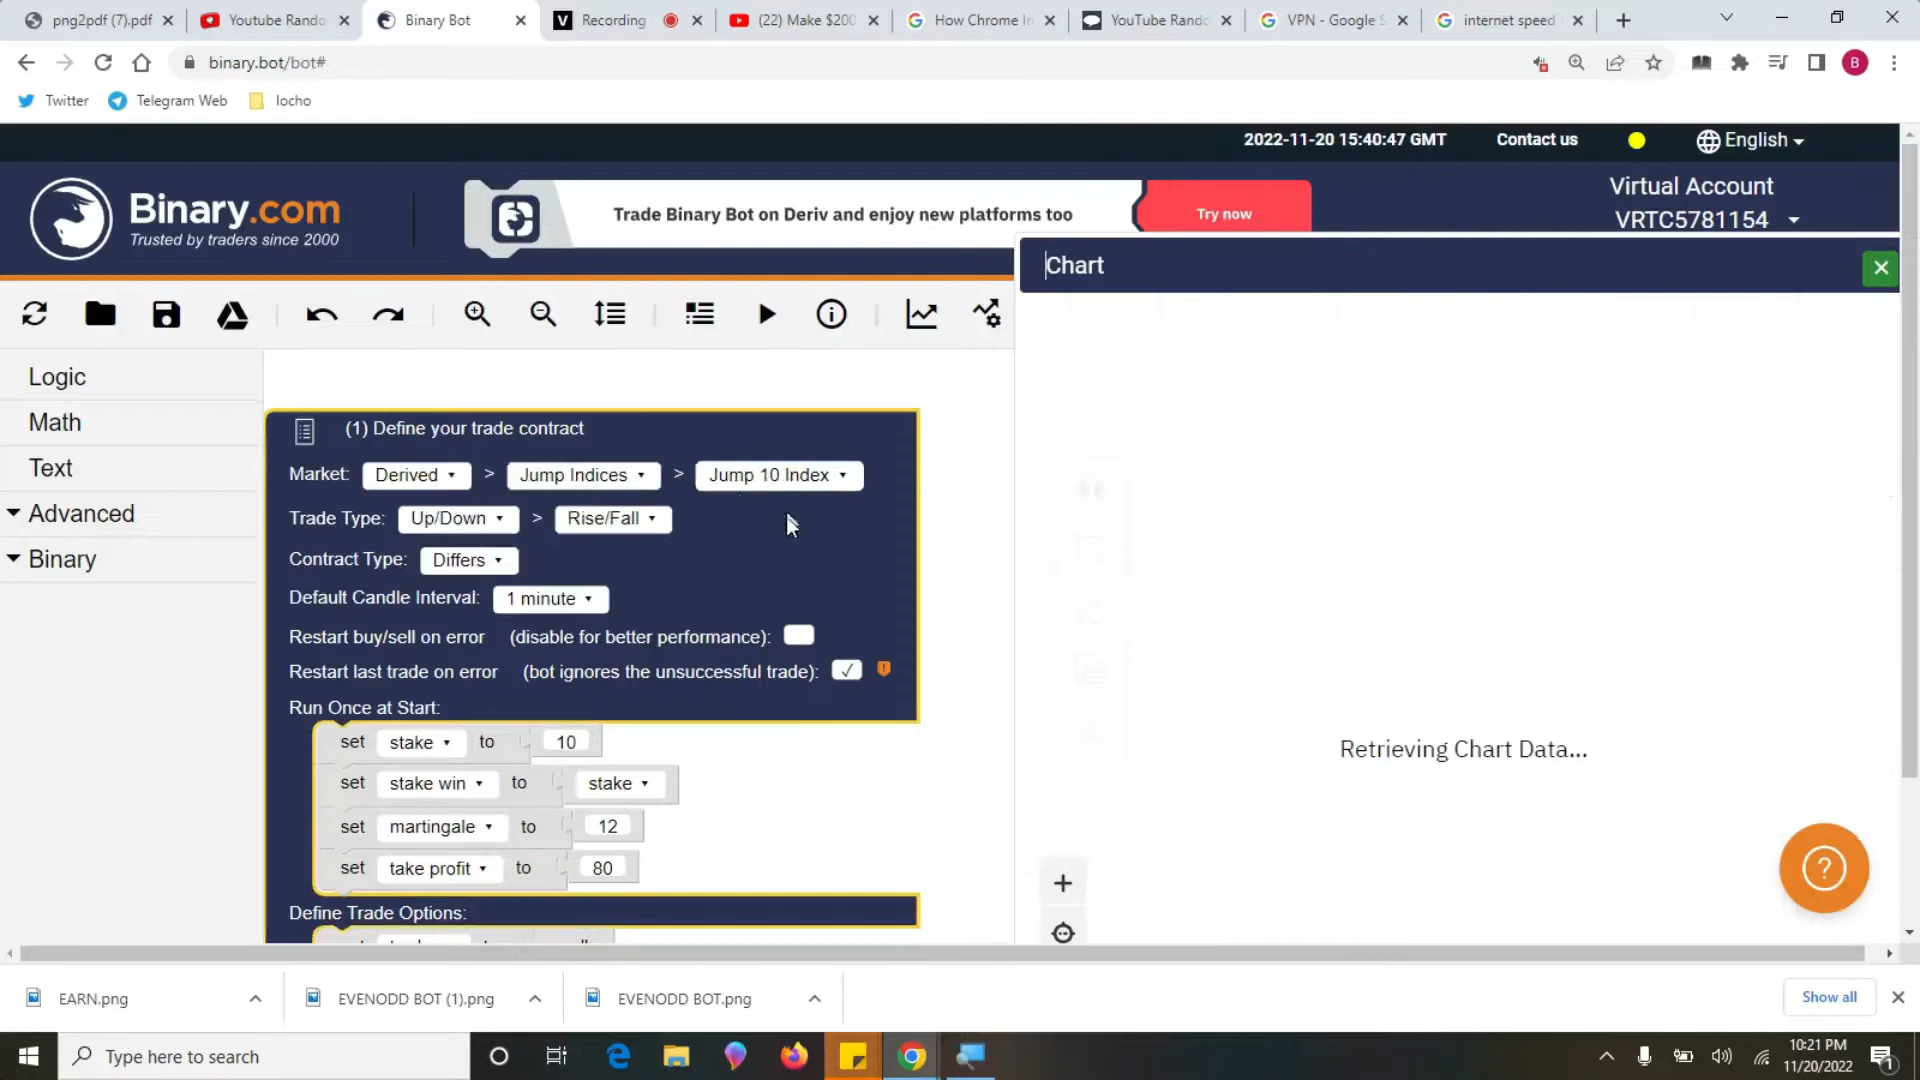 png2pdf (7).pdf
Youtube Rando
Binary Bot
Recording
(22) Make $200
How Chrome In
YouTube Rando
VPN - Google S
internet speed
binary.bot/bot#
B
Twitter
Telegram Web
locho
2022-11-20 15:40:47 GMT
Contact us
English
Binary.com
Trusted by traders since 2000
Trade Binary Bot on Deriv and enjoy new platforms too
Try now
Virtual Account
VRTC5781154
Chart
Logic
Math
Text
Advanced
Binary
(1) Define your trade contract
Market: Derived > Jump Indices > Jump 10 Index
Trade Type: Up/Down > Rise/Fall
Contract Type: Differs
Default Candle Interval: 1 minute
Restart buy/sell on error (disable for better performance):
Restart last trade on error (bot ignores the unsuccessful trade): ✓
Run Once at Start:
set stake to 10
set stake win to stake
set martingale to 12
set take profit to 80
Define Trade Options:
Retrieving Chart Data...
EARN.png
EVENODD BOT (1).png
EVENODD BOT.png
Show all
Type here to search
10:21 PM
11/20/2022
1